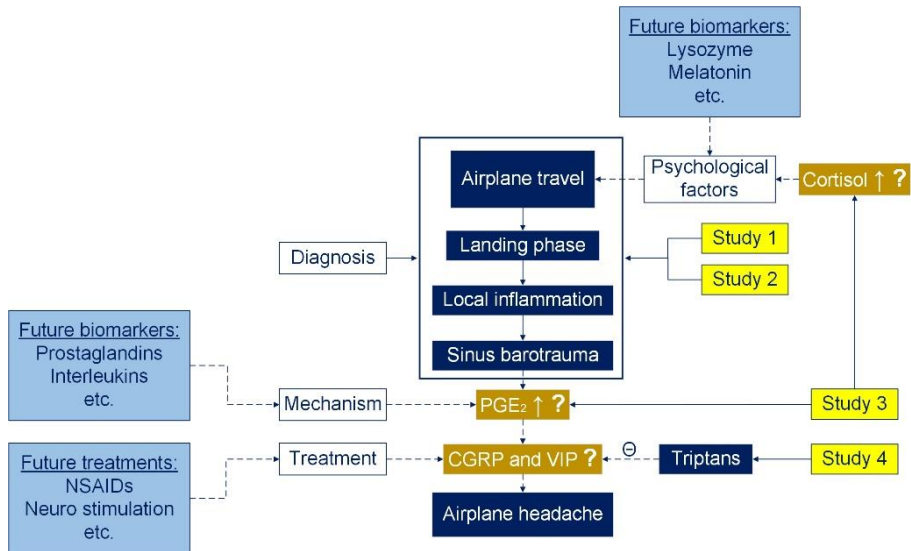 Future biomarkers:
Lysozyme
Melatonin
etc.
Airplane travel
Psychological
factors
Cortisol ↑ ?
Landing phase
Study 1
Diagnosis
Study 2
Local inflammation
Future biomarkers:
Prostaglandins
Interleukins
etc.
Sinus barotrauma
Mechanism
PGE₂ ↑ ?
Study 3
Future treatments:
NSAIDs
Neuro stimulation
etc.
Treatment
CGRP and VIP ?
⊖
Triptans
Study 4
Airplane headache